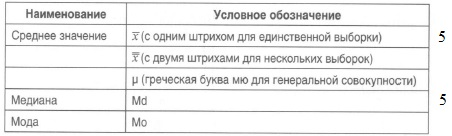 Наименование Условное обозначение
Среднее значение x̅ (с одним штрихом для единственной выборки) 5
x̿ (с двумя штрихами для нескольких выборок)
μ (греческая буква мю для генеральной совокупности)
Медиана Md 5
Мода Mo